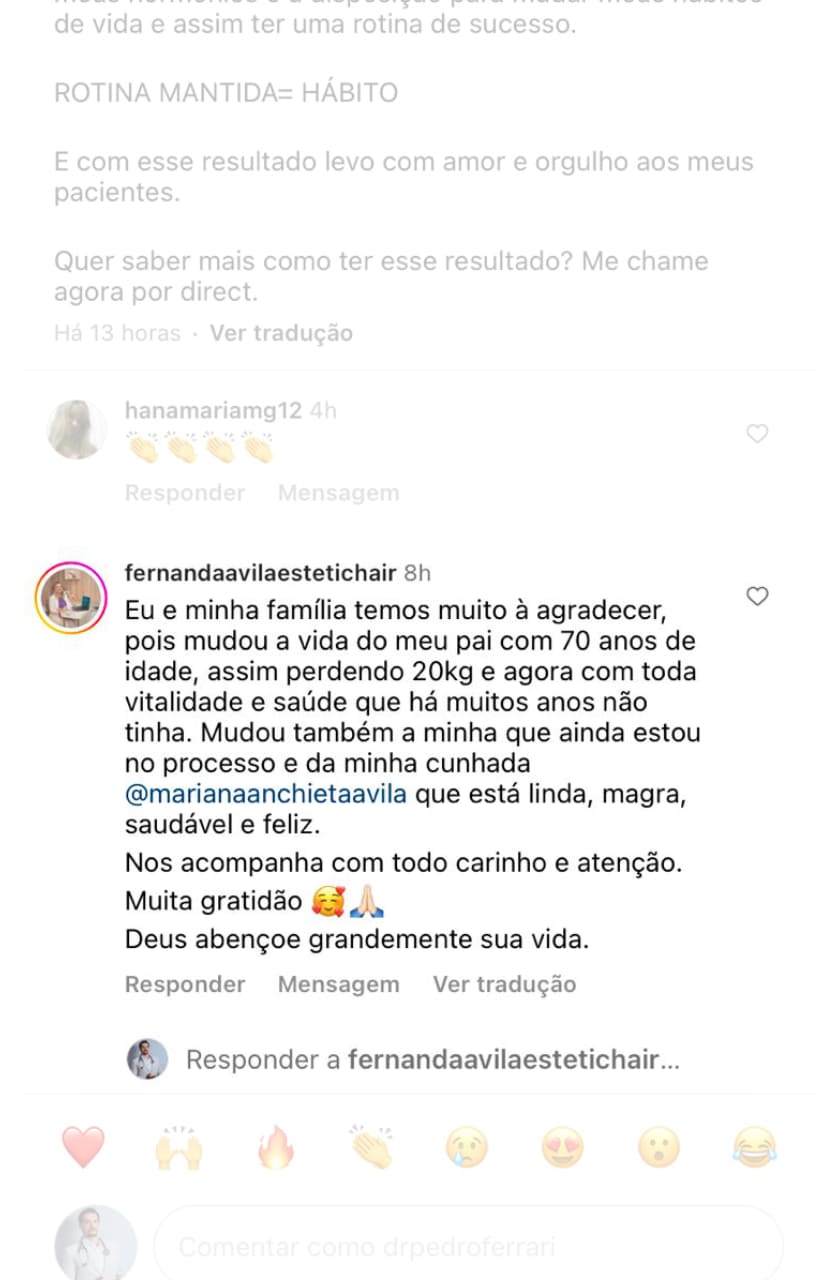 de vida e assim ter uma rotina de sucesso.
ROTINA MANTIDA= HÁBITO
E com esse resultado levo com amor e orgulho aos meus
pacientes.
Quer saber mais como ter esse resultado? Me chame
agora por direct.
Há 13 horas · Ver tradução
hanamariamg12 4h
👏👏👏👏
Responder Mensagem
fernandaavilaestetichair 8h
Eu e minha família temos muito à agradecer,
pois mudou a vida do meu pai com 70 anos de
idade, assim perdendo 20kg e agora com toda
vitalidade e saúde que há muitos anos não
tinha. Mudou também a minha que ainda estou
no processo e da minha cunhada
@marianaanchietaavila que está linda, magra,
saudável e feliz.
Nos acompanha com todo carinho e atenção.
Muita gratidão 🥰🙏🏻
Deus abençoe grandemente sua vida.
Responder Mensagem Ver tradução
Responder a fernandaavilaestetichair...
Comentar como drpedroferrari